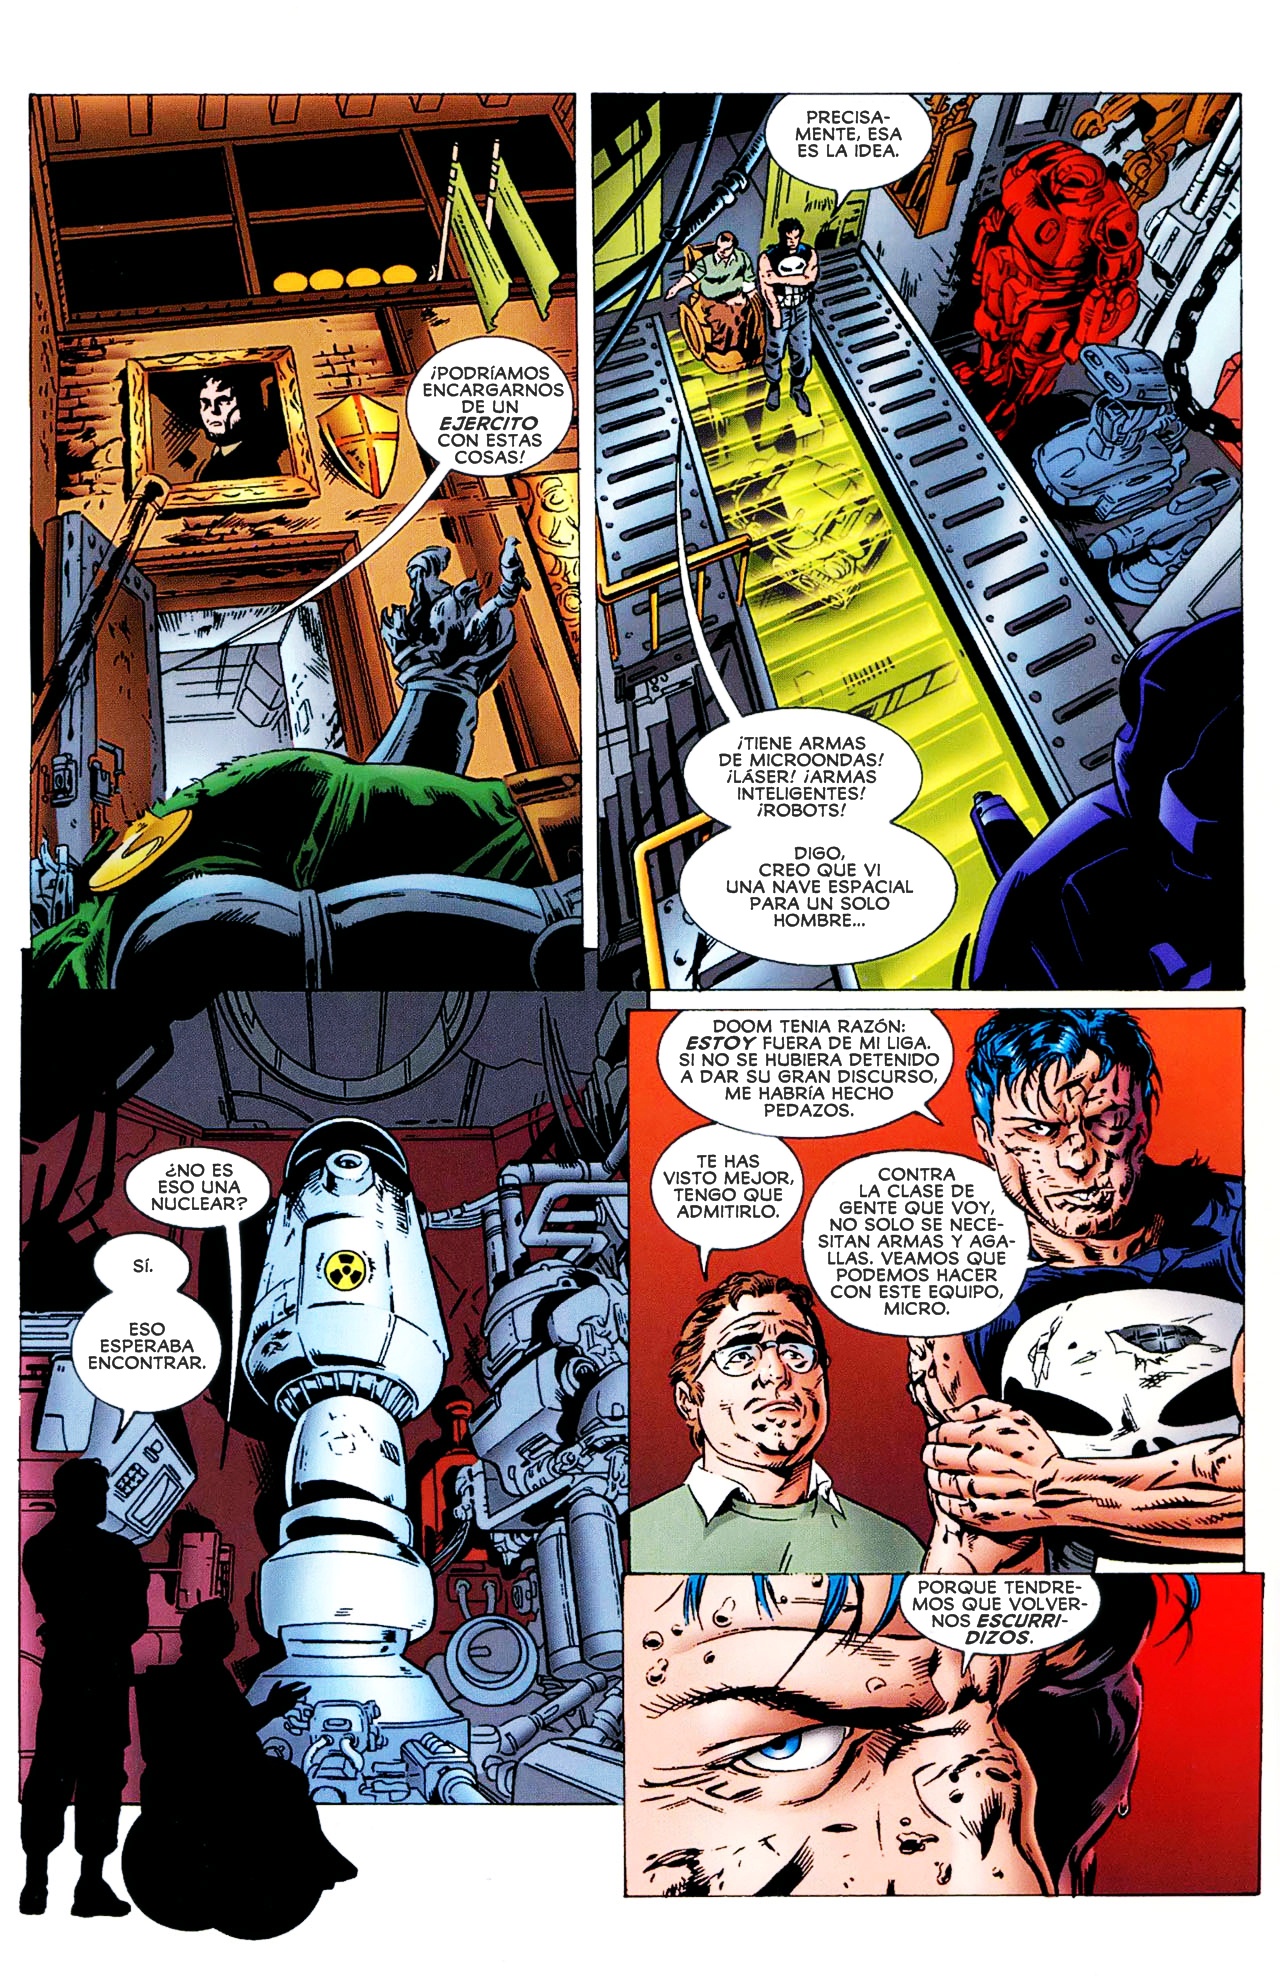 ¡PODRÍAMOS
ENCARGARNOS
DE UN
EJERCITO
CON ESTAS
COSAS!
PRECISA-
MENTE, ESA
ES LA IDEA.
¡TIENE ARMAS
DE MICROONDAS!
¡LÁSER! ¡ARMAS
INTELIGENTES!
¡ROBOTS!
DIGO,
CREO QUE VI
UNA NAVE ESPACIAL
PARA UN SOLO
HOMBRE...
¿NO ES
ESO UNA
NUCLEAR?
SÍ.
ESO
ESPERABA
ENCONTRAR.
DOOM TENIA RAZÓN:
ESTOY FUERA DE MI LIGA.
SI NO SE HUBIERA DETENIDO
A DAR SU GRAN DISCURSO,
ME HABRÍA HECHO
PEDAZOS.
TE HAS
VISTO MEJOR,
TENGO QUE
ADMITIRLO.
CONTRA
LA CLASE DE
GENTE QUE VOY,
NO SOLO SE NECE-
SITAN ARMAS Y AGA-
LLAS. VEAMOS QUE
PODEMOS HACER
CON ESTE EQUIPO,
MICRO.
PORQUE TENDRE-
MOS QUE VOLVER-
NOS ESCURRI-
DIZOS.